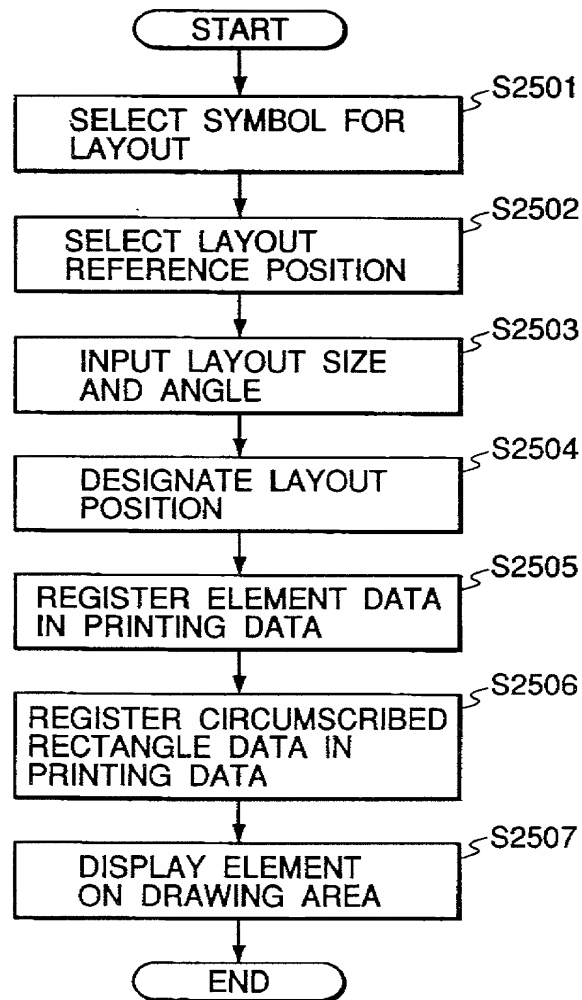 START
S2501
SELECT SYMBOL FOR
LAYOUT
S2502
SELECT LAYOUT
REFERENCE POSITION
S2503
INPUT LAYOUT SIZE
AND ANGLE
S2504
DESIGNATE LAYOUT
POSITION
S2505
REGISTER ELEMENT DATA
IN PRINTING DATA
S2506
REGISTER CIRCUMSCRIBED
RECTANGLE DATA IN
PRINTING DATA
S2507
DISPLAY ELEMENT
ON DRAWING AREA
END